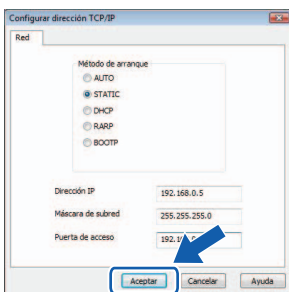 Configurar dirección TCP/IP
Red
Método de arranque
AUTO
STATIC
DHCP
RARP
BOOTP
Dirección IP 192.168.0.5
Máscara de subred 255.255.255.0
Puerta de acceso
Aceptar Cancelar Ayuda